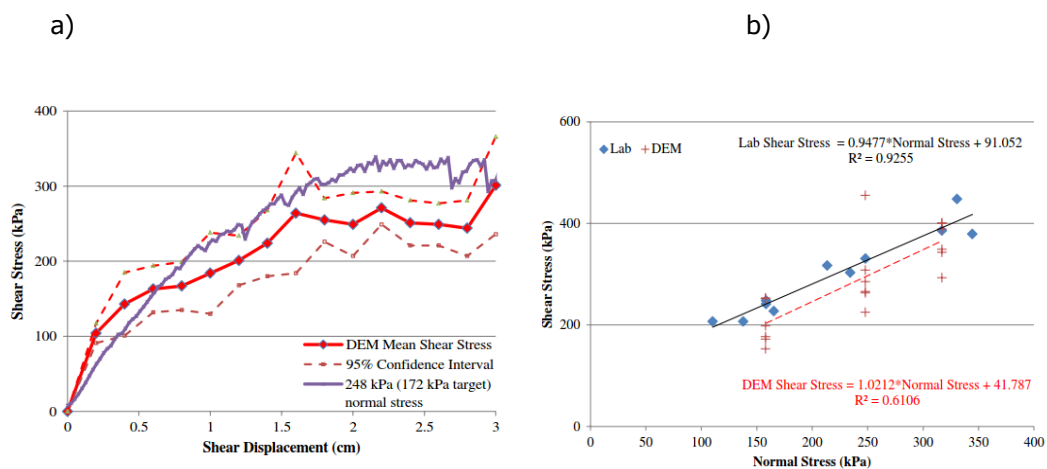 a)
b)
400
300
200
100
0
0
0.5
1
1.5
2
2.5
3
Shear Stress (kPa)
Shear Displacement (cm)
DEM Mean Shear Stress
95% Confidence Interval
248 kPa (172 kPa target)
normal stress
600
400
200
0
0
50
100
150
200
250
300
350
400
Shear Stress (kPa)
Normal Stress (kPa)
Lab
DEM
Lab Shear Stress = 0.9477*Normal Stress + 91.052
R² = 0.9255
DEM Shear Stress = 1.0212*Normal Stress + 41.787
R² = 0.6106